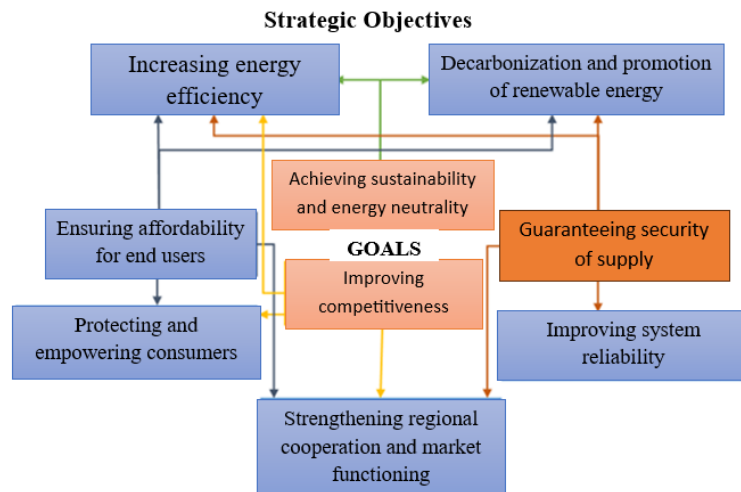 Strategic Objectives
Increasing energy
efficiency
Decarbonization and promotion
of renewable energy
Achieving sustainability
and energy neutrality
Ensuring affordability
for end users
GOALS
Guaranteeing security
of supply
Improving
competitiveness
Protecting and
empowering consumers
Improving system
reliability
Strengthening regional
cooperation and market
functioning